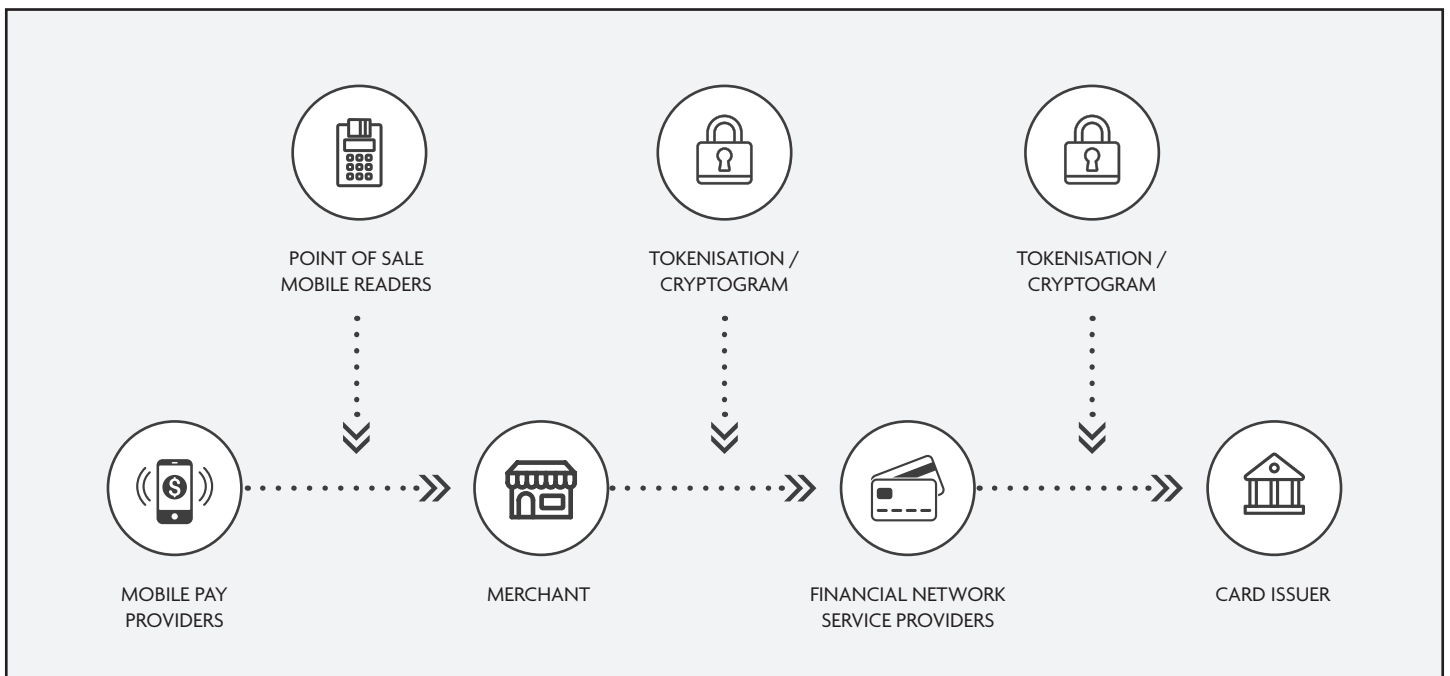 POINT OF SALE
MOBILE READERS
TOKENISATION /
CRYPTOGRAM
TOKENISATION /
CRYPTOGRAM
MOBILE PAY
PROVIDERS
MERCHANT
FINANCIAL NETWORK
SERVICE PROVIDERS
CARD ISSUER